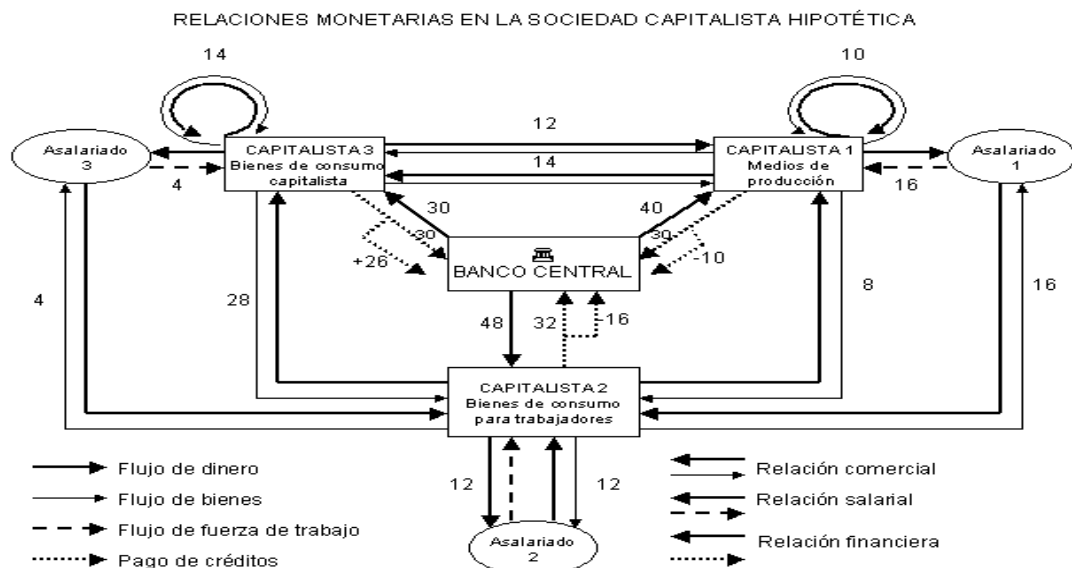 RELACIONES MONETARIAS EN LA SOCIEDAD CAPITALISTA HIPOTÉTICA
14
10
12
Asalariado
3
CAPITALISTA 3
Bienes de consumo
capitalista
CAPITALISTA 1
Medios de
producción
Asalariado
1
4
14
16
30
40
30
30
+26
-10
BANCO CENTRAL
4
28
48
32
-16
8
16
CAPITALISTA 2
Bienes de consumo
para trabajadores
12
12
Asalariado
2
Flujo de dinero
Flujo de bienes
Flujo de fuerza de trabajo
Pago de créditos
Relación comercial
Relación salarial
Relación financiera